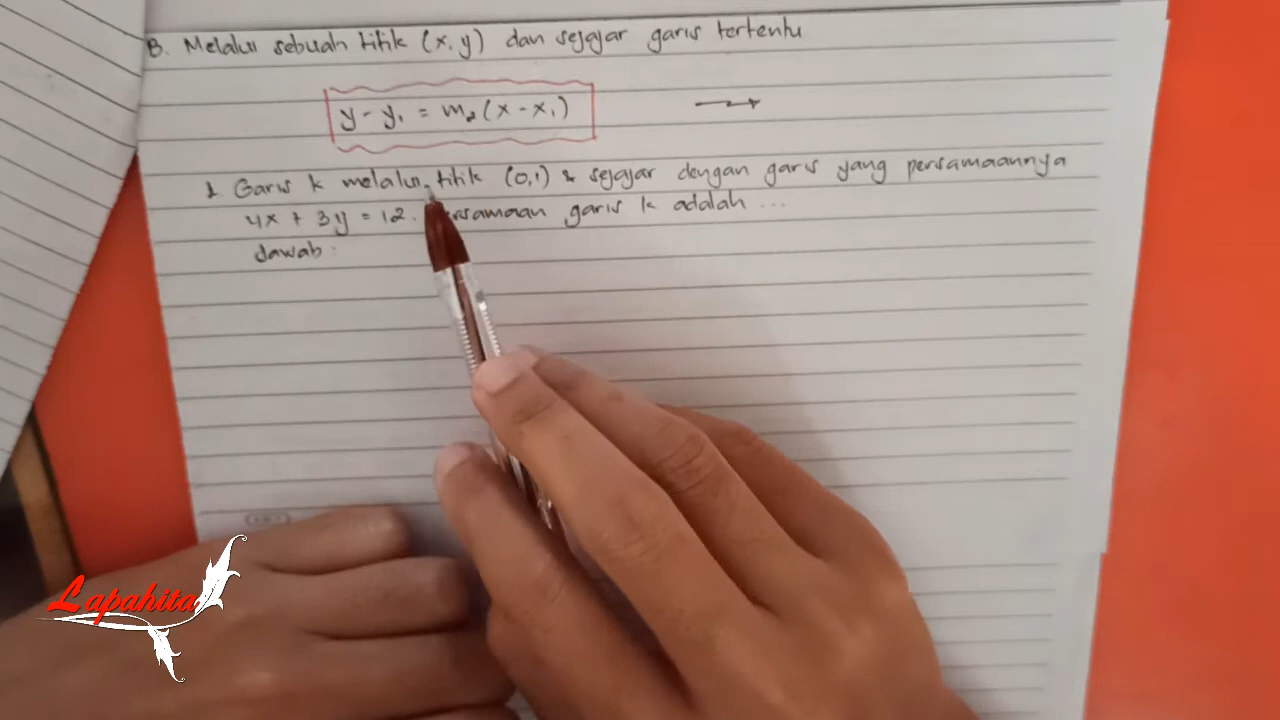 B. Melalui sebuah titik (x, y) dan sejajar garis tertentu
y - y₁ = m₂ (x - x₁)
1. Garis k melalui titik (0,1) & sejajar dengan garis yang persamaannya
4x + 3y = 12. garis k adalah ...
Jawab :
Lapahita